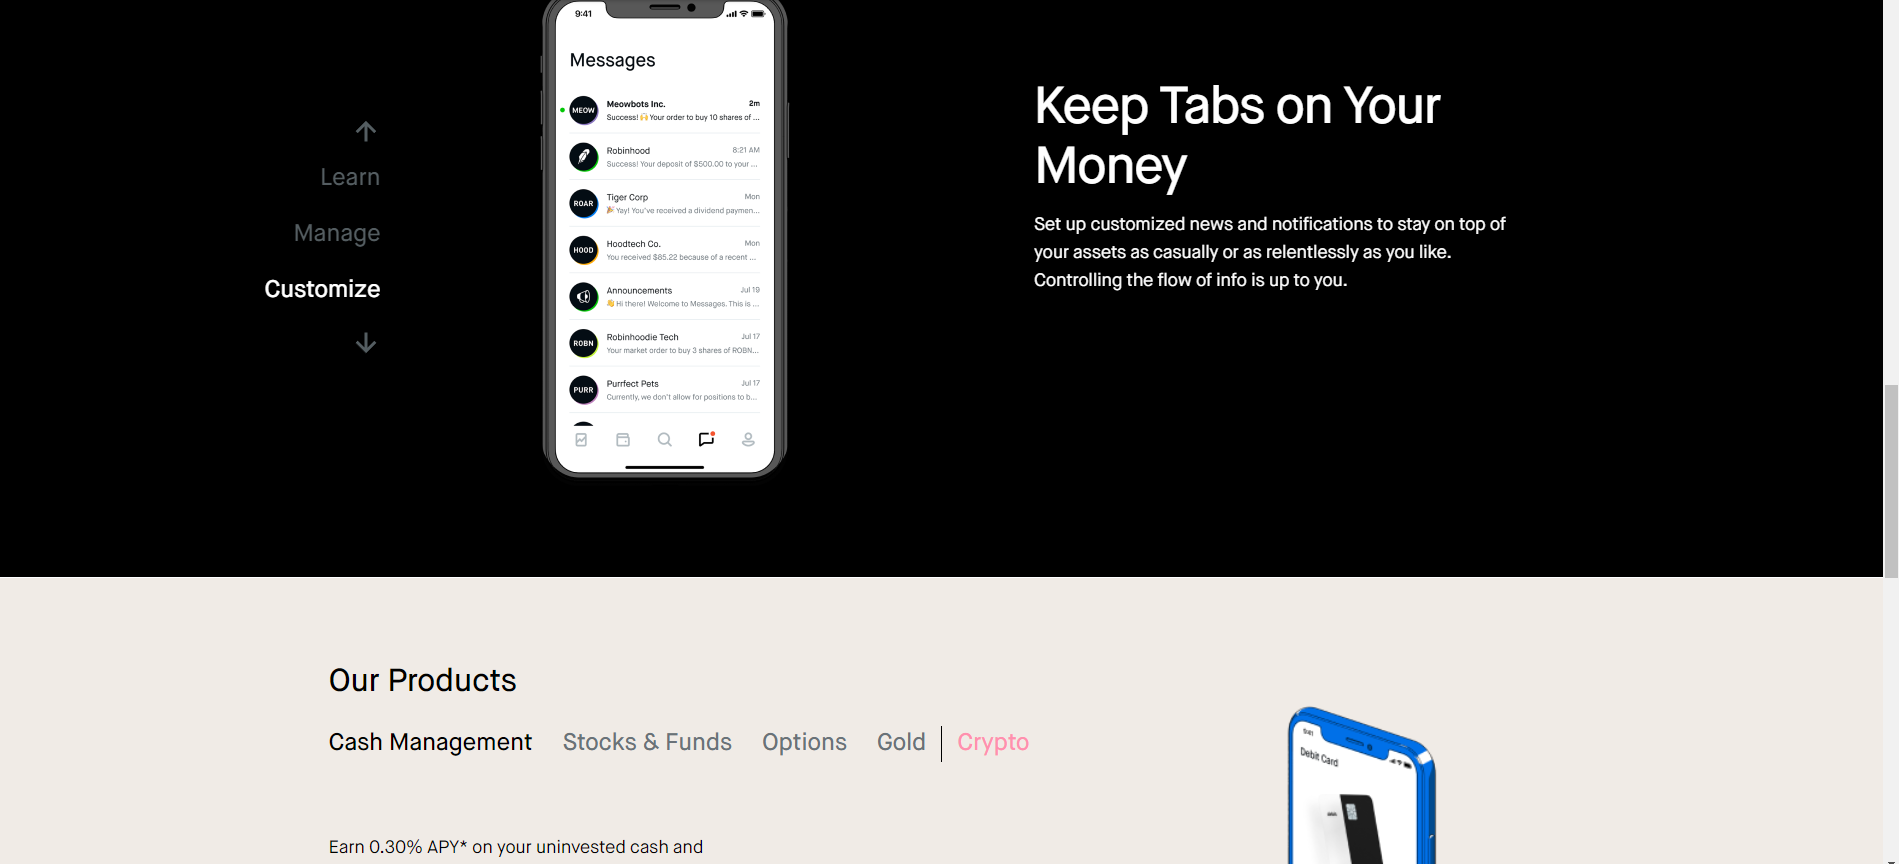 9:41
Messages
MEOW
Meowbots Inc.
2m
Success! 🙌 Your order to buy 10 shares of ...
Robinhood
8:21 AM
Success! Your deposit of $500.00 to your ...
ROAR
Tiger Corp
Mon
🎉 Yay! You've received a dividend paymen...
HOOD
Hoodtech Co.
Mon
You received $85.22 because of a recent ...
Announcements
Jul 19
👋 Hi there! Welcome to Messages. This is ...
ROBN
Robinhoodie Tech
Jul 17
Your market order to buy 3 shares of ROBN...
PURR
Purrfect Pets
Jul 17
Currently, we don't allow for positions to b...
Learn
Manage
Customize
Keep Tabs on Your
Money
Set up customized news and notifications to stay on top of
your assets as casually or as relentlessly as you like.
Controlling the flow of info is up to you.
Our Products
Cash Management
Stocks & Funds
Options
Gold
Crypto
Earn 0.30% APY* on your uninvested cash and
9:41
Debit Card